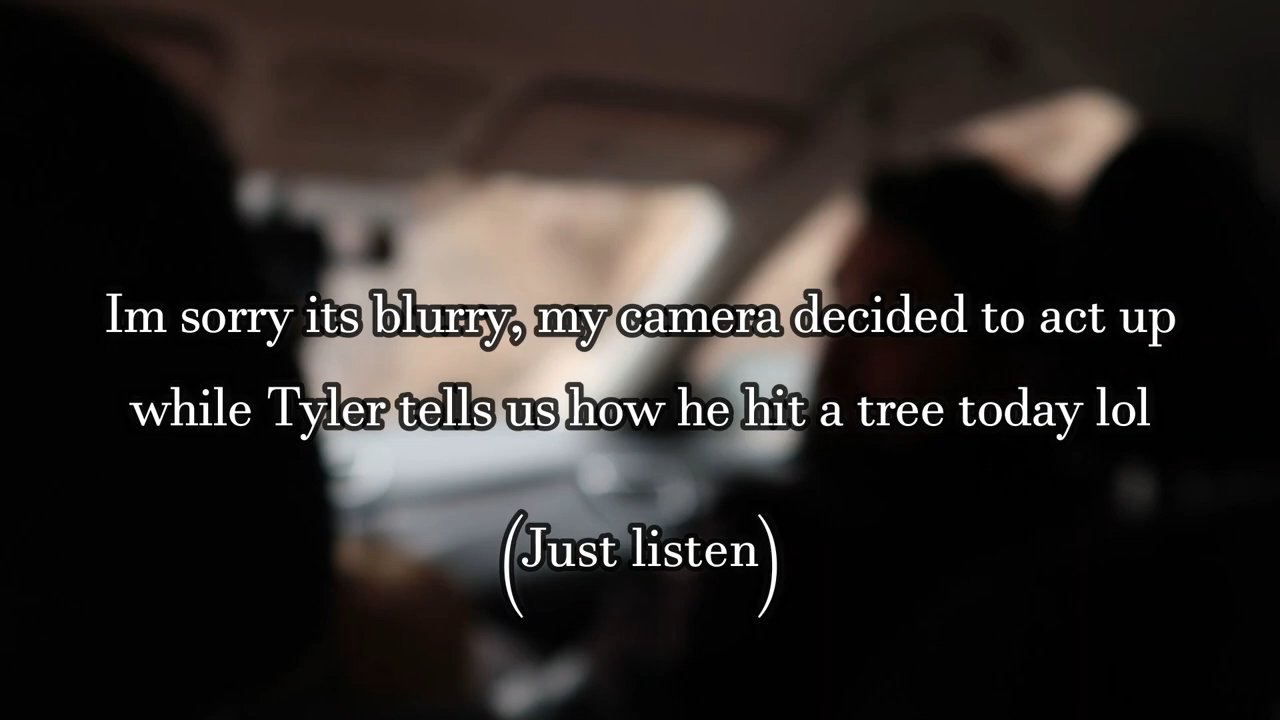 Im sorry its blurry, my camera decided to act up
while Tyler tells us how he hit a tree today lol
(Just listen)